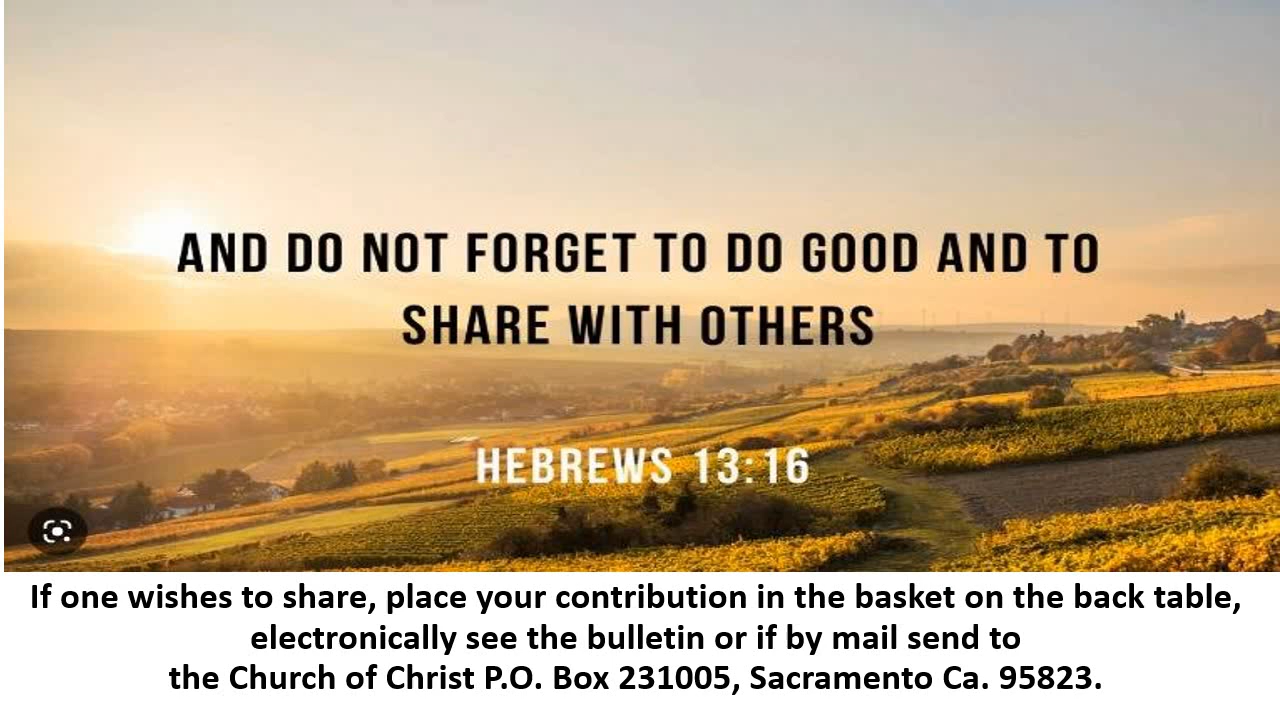 AND DO NOT FORGET TO DO GOOD AND TO
SHARE WITH OTHERS
HEBREWS 13:16
If one wishes to share, place your contribution in the basket on the back table,
electronically see the bulletin or if by mail send to
the Church of Christ P.O. Box 231005, Sacramento Ca. 95823.